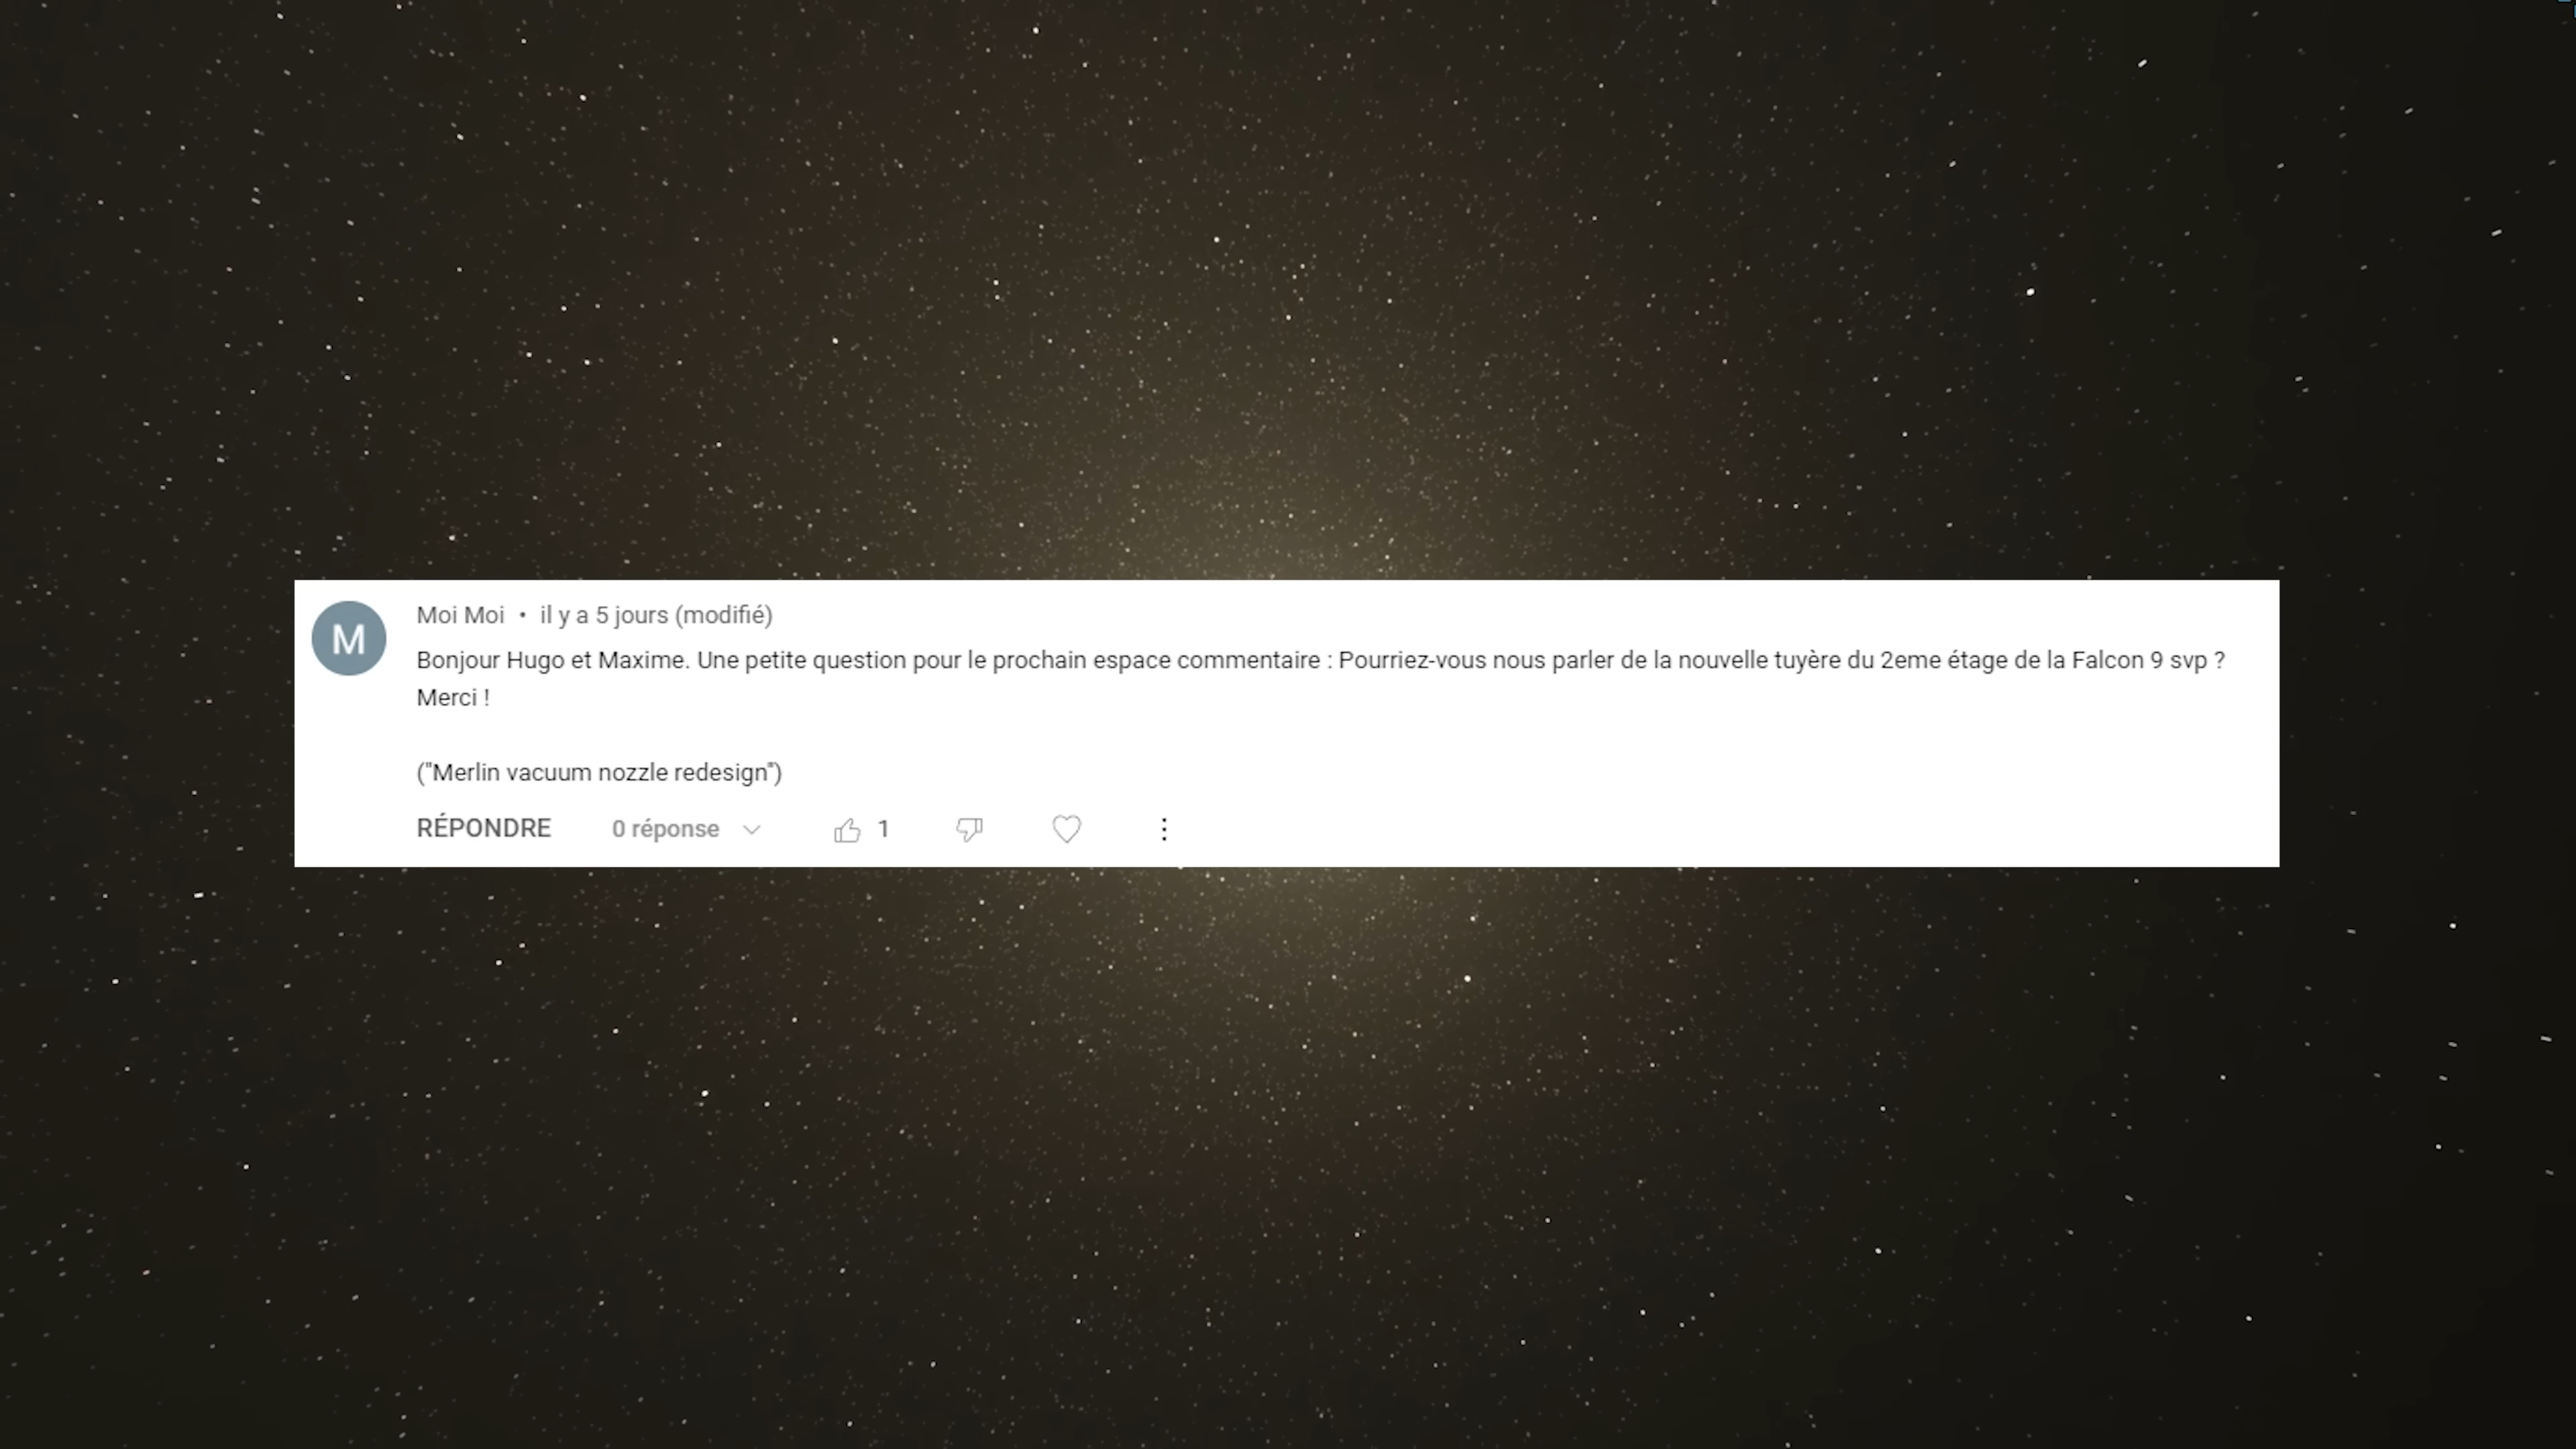 M
Moi Moi • il y a 5 jours (modifié)
Bonjour Hugo et Maxime. Une petite question pour le prochain espace commentaire : Pourriez-vous nous parler de la nouvelle tuyère du 2eme étage de la Falcon 9 svp ?
Merci !
("Merlin vacuum nozzle redesign")
RÉPONDRE 0 réponse 1